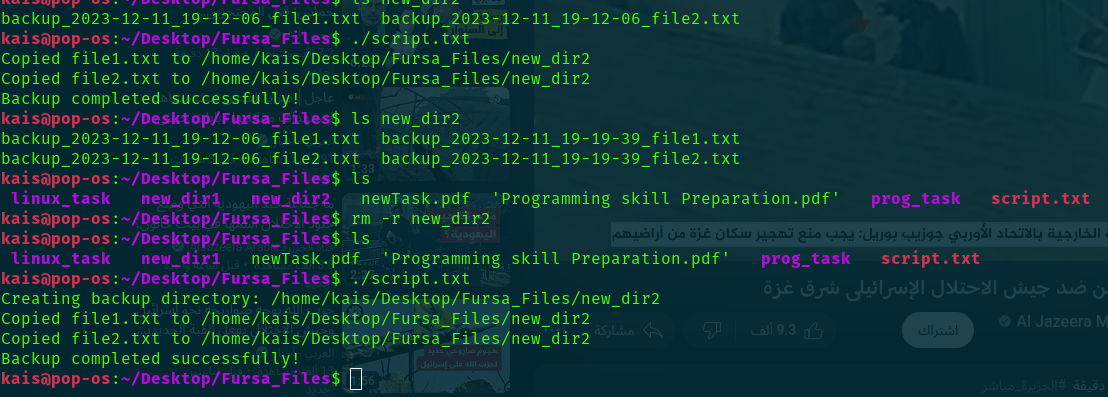 kais@pop-os:~/Desktop/Fursa_Files$ ls new_dir2
backup_2023-12-11_19-12-06_file1.txt  backup_2023-12-11_19-12-06_file2.txt
kais@pop-os:~/Desktop/Fursa_Files$ ./script.txt
Copied file1.txt to /home/kais/Desktop/Fursa_Files/new_dir2
Copied file2.txt to /home/kais/Desktop/Fursa_Files/new_dir2
Backup completed successfully!
kais@pop-os:~/Desktop/Fursa_Files$ ls new_dir2
backup_2023-12-11_19-12-06_file1.txt  backup_2023-12-11_19-19-39_file1.txt
backup_2023-12-11_19-12-06_file2.txt  backup_2023-12-11_19-19-39_file2.txt
kais@pop-os:~/Desktop/Fursa_Files$ ls
linux_task  new_dir1  new_dir2  newTask.pdf  'Programming skill Preparation.pdf'  prog_task  script.txt
kais@pop-os:~/Desktop/Fursa_Files$ rm -r new_dir2
kais@pop-os:~/Desktop/Fursa_Files$ ls
linux_task  new_dir1  newTask.pdf  'Programming skill Preparation.pdf'  prog_task  script.txt
kais@pop-os:~/Desktop/Fursa_Files$ ./script.txt
Creating backup directory: /home/kais/Desktop/Fursa_Files/new_dir2
Copied file1.txt to /home/kais/Desktop/Fursa_Files/new_dir2
Copied file2.txt to /home/kais/Desktop/Fursa_Files/new_dir2
Backup completed successfully!
kais@pop-os:~/Desktop/Fursa_Files$
الخارجية بالاتحاد الأوربي جوزيب بوريل: يجب منع تهجير سكان غزة من أراضيهم
ن ضد جيش الاحتلال الإسرائيلي شرق غزة
Al Jazeera M
اشتراك
9.3 ألف
مشاركة
دقيقة #الجزيرة_مباشر
هجوم صاروخي جديد
لحزب الله على إسرائيل
1:56